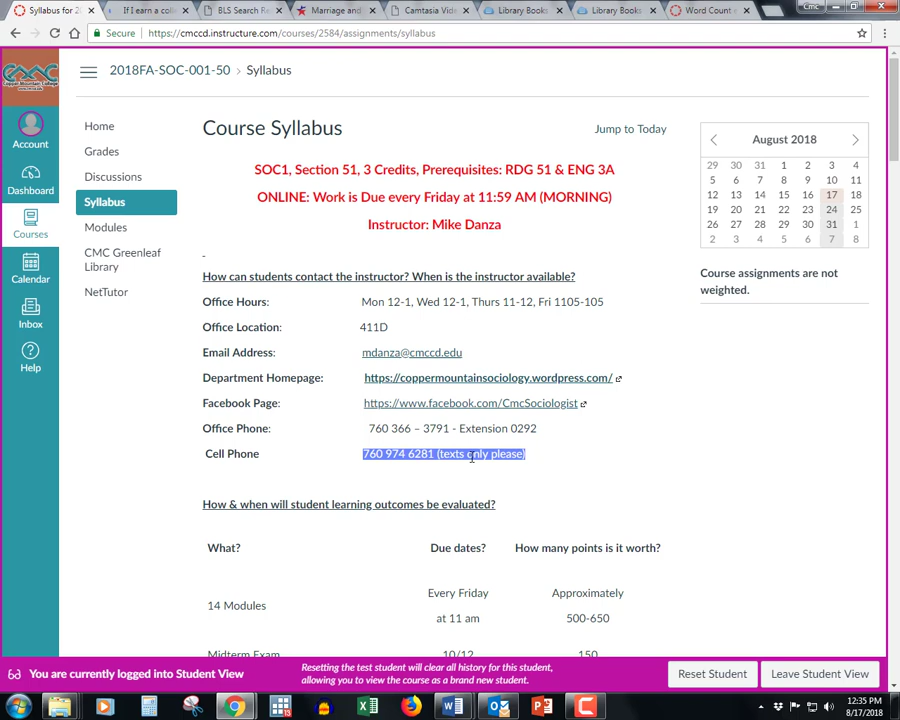 Syllabus for 20
If I earn a colleg
BLS Search Re
Marriage and
Camtasia Vide
Library Books
Library Books
Word Count e
Cmc
Secure
https://cmccd.instructure.com/courses/2584/assignments/syllabus
2018FA-SOC-001-50 › Syllabus
Account
Dashboard
Courses
Calendar
Inbox
Help
Home
Grades
Discussions
Syllabus
Modules
CMC Greenleaf
Library
NetTutor
Course Syllabus
Jump to Today
SOC1, Section 51, 3 Credits, Prerequisites: RDG 51 & ENG 3A
ONLINE: Work is Due every Friday at 11:59 AM (MORNING)
Instructor: Mike Danza
How can students contact the instructor? When is the instructor available?
Office Hours: Mon 12-1, Wed 12-1, Thurs 11-12, Fri 1105-105
Office Location: 411D
Email Address: mdanza@cmccd.edu
Department Homepage: https://coppermountainsociology.wordpress.com/
Facebook Page: https://www.facebook.com/CmcSociologist
Office Phone: 760 366 – 3791 - Extension 0292
Cell Phone 760 974 6281 (texts only please)
How & when will student learning outcomes be evaluated?
What? Due dates? How many points is it worth?
Every Friday Approximately
14 Modules
at 11 am 500-650
Midterm Exam 10/12 150
August 2018
29 30 31 1 2 3 4
5 6 7 8 9 10 11
12 13 14 15 16 17 18
19 20 21 22 23 24 25
26 27 28 29 30 31 1
2 3 4 5 6 7 8
Course assignments are not
weighted.
You are currently logged into Student View
Resetting the test student will clear all history for this student,
allowing you to view the course as a brand new student.
Reset Student
Leave Student View
12:35 PM
8/17/2018